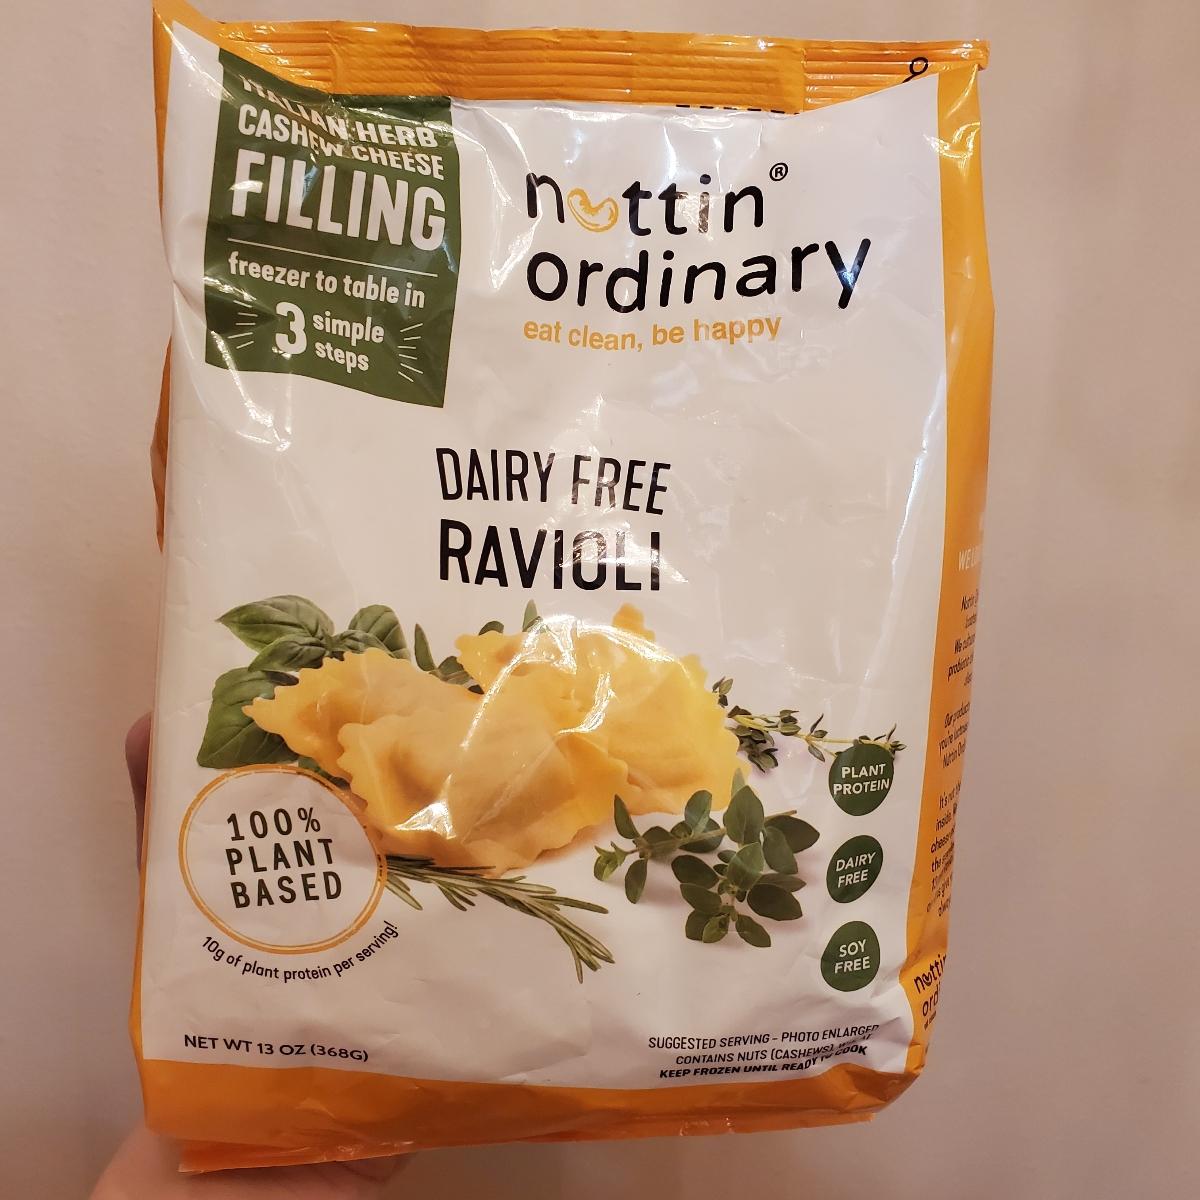 ITALIAN HERB
CASHEW CHEESE
FILLING
freezer to table in
3 simple
steps
nuttin®
ordinary
eat clean, be happy
DAIRY FREE
RAVIOLI
PLANT
PROTEIN
DAIRY
FREE
SOY
FREE
100%
PLANT
BASED
10g of plant protein per serving!
NET WT 13 OZ (368G)
SUGGESTED SERVING - PHOTO ENLARGED
CONTAINS NUTS (CASHEWS), WHEAT
KEEP FROZEN UNTIL READY TO COOK
WE